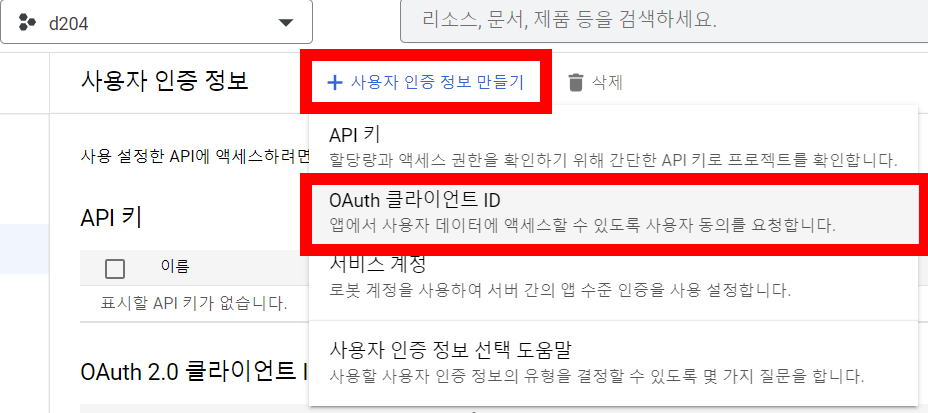 d204
리소스, 문서, 제품 등을 검색하세요.
사용자 인증 정보
+ 사용자 인증 정보 만들기
삭제
사용 설정한 API에 액세스하려면
API 키
할당량과 액세스 권한을 확인하기 위해 간단한 API 키로 프로젝트를 확인합니다.
OAuth 클라이언트 ID
앱에서 사용자 데이터에 액세스할 수 있도록 사용자 동의를 요청합니다.
서비스 계정
로봇 계정을 사용하여 서버 간의 앱 수준 인증을 사용 설정합니다.
사용자 인증 정보 선택 도움말
사용할 사용자 인증 정보의 유형을 결정할 수 있도록 몇 가지 질문을 합니다.
API 키
이름
표시할 API 키가 없습니다.
OAuth 2.0 클라이언트 I